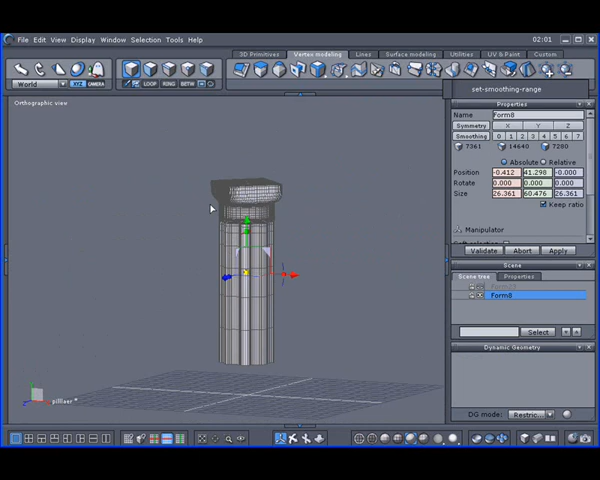 File Edit View Display Window Selection Tools Help 02:01
3D Primitives Vertex modeling Lines Surface modeling Utilities UV & Paint Custom
World XYZ CAMERA LOOP RING BETW
set-smoothing-range
Orthographic view
Properties
Name Form8
Symmetry X Y Z
Smoothing 0 1 2 3 4 5 6 7
7361 14640 7280
Absolute Relative
Position -0.412 41.298 -0.000
Rotate 0.000 0.000 0.000
Size 26.361 60.476 26.361
Keep ratio
Manipulator
Validate Abort Apply
Scene
Scene tree Properties
Form8
Select
Dynamic Geometry
DG mode: Restric...